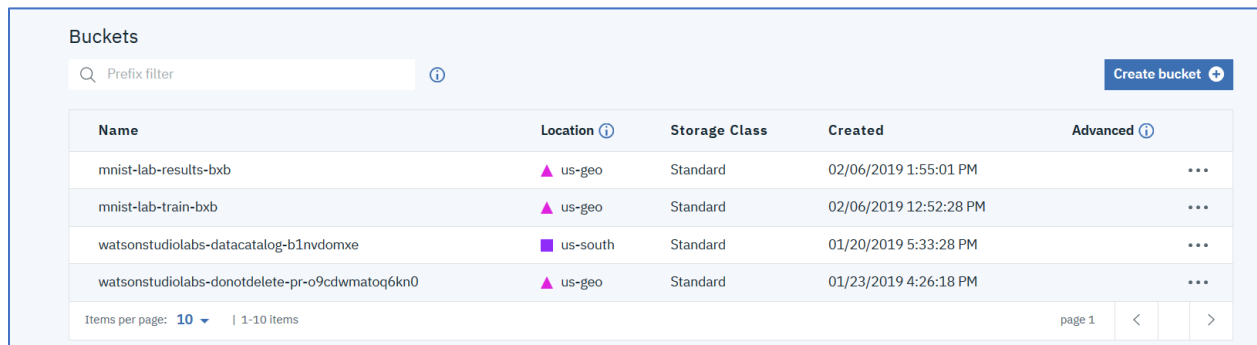 Buckets
Prefix filter
Create bucket
Name Location Storage Class Created Advanced
mnist-lab-results-bxb us-geo Standard 02/06/2019 1:55:01 PM
mnist-lab-train-bxb us-geo Standard 02/06/2019 12:52:28 PM
watsonstudiolabs-datacatalog-b1nvdomxe us-south Standard 01/20/2019 5:33:28 PM
watsonstudiolabs-donotdelete-pr-o9cdwmatoq6kn0 us-geo Standard 01/23/2019 4:26:18 PM
Items per page: 10 | 1-10 items page 1